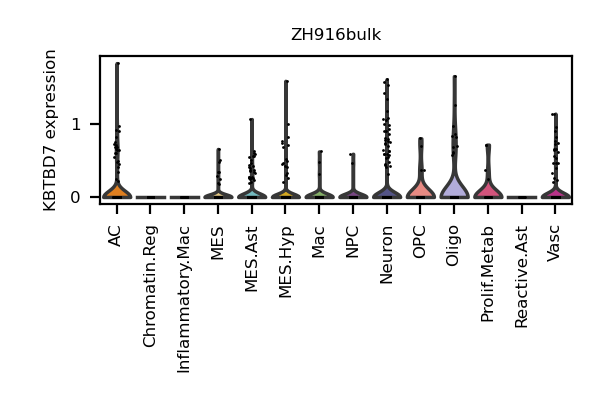 ZH916bulk
KBTBD7 expression
1
0
AC
Chromatin.Reg
Inflammatory.Mac
MES
MES.Ast
MES.Hyp
Mac
NPC
Neuron
OPC
Oligo
Prolif.Metab
Reactive.Ast
Vasc